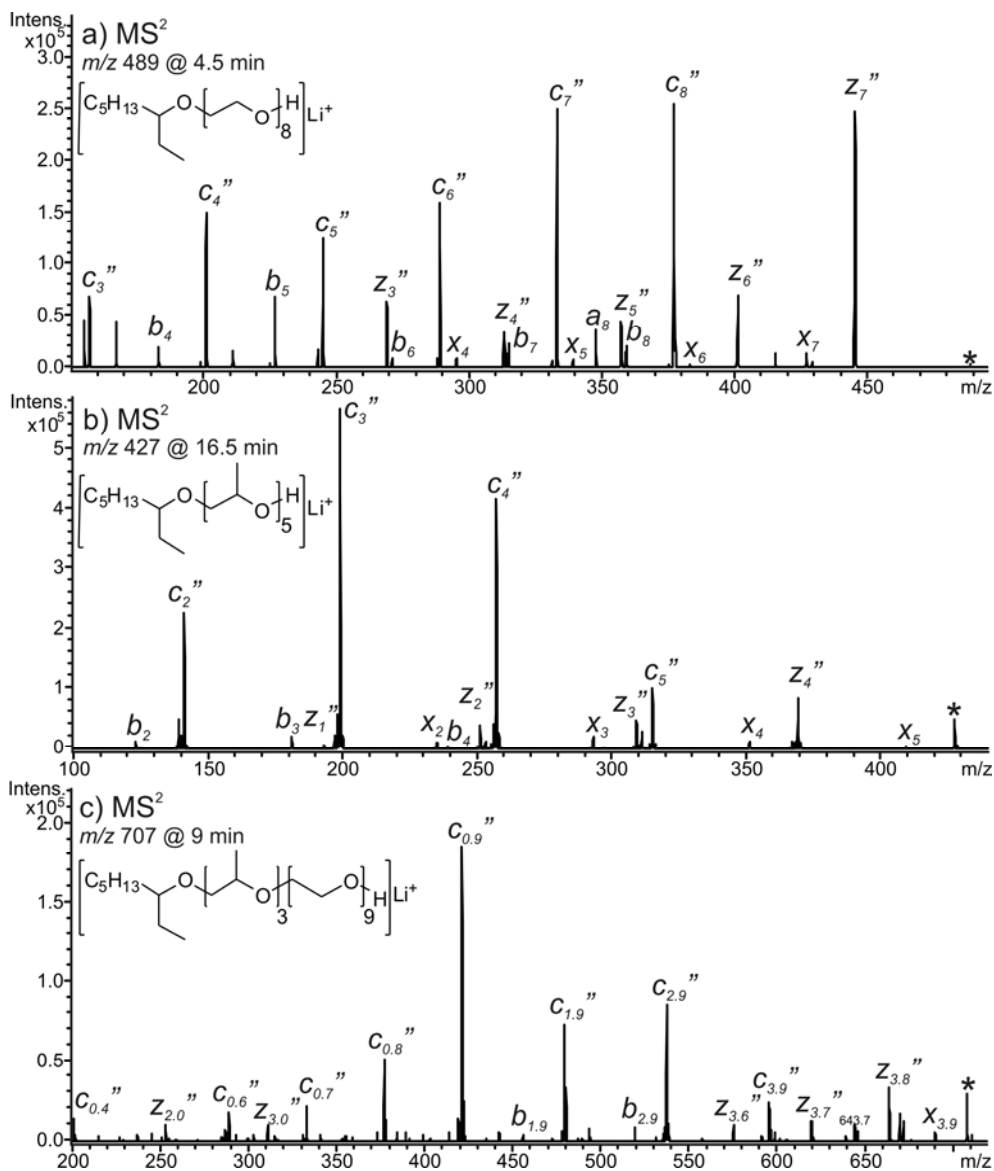 Intens.
x10⁵
a) MS²
m/z 489 @ 4.5 min
C₅H₁₃ O O H Li⁺
8
3.0
2.5
2.0
1.5
1.0
0.5
0.0
c₃” b₄ c₄” b₅ c₅” z₃” b₆ c₆” x₄ z₄” b₇ c₇” x₅ a₈ z₅” b₈ c₈” x₆ z₆” x₇ z₇” *
200 250 300 350 400 450 m/z
Intens.
x10⁵
b) MS²
m/z 427 @ 16.5 min
C₅H₁₃ O O H Li⁺
5
5
4
3
2
1
0
b₂ c₂” b₃ z₁” c₃” x₂ b₄ z₂” c₄” x₃ z₃” c₅” x₄ z₄” x₅ *
100 150 200 250 300 350 400 m/z
Intens.
x10⁵
c) MS²
m/z 707 @ 9 min
C₅H₁₃ O O O H Li⁺
3 9
2.0
1.0
0.5
0.0
c₀.₄” z₂.₀” c₀.₆” z₃.₀” c₀.₇” c₀.₈” c₀.₉” b₁.₉ c₁.₉” b₂.₉ c₂.₉” z₃.₆” c₃.₉” z₃.₇” 643.7 z₃.₈” x₃.₉ *
200 250 300 350 400 450 500 550 600 650 m/z